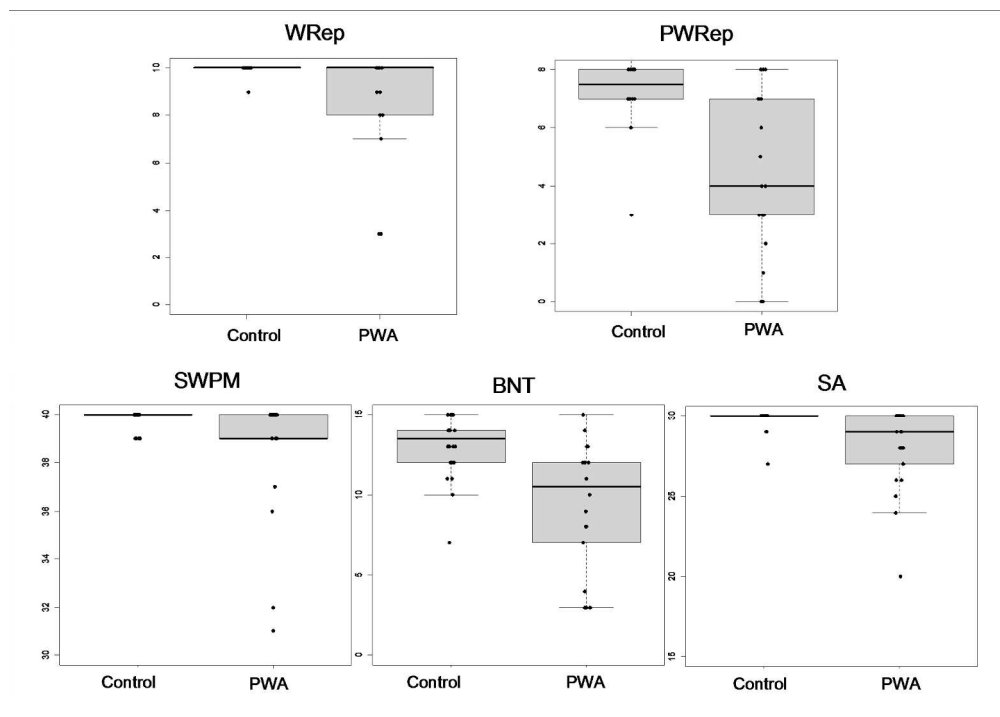 WRep
PWRep
10
8
6
4
2
0
8
6
4
2
0
Control
PWA
Control
PWA
SWPM
BNT
SA
40
38
36
34
32
30
15
10
5
0
30
25
20
15
Control
PWA
Control
PWA
Control
PWA